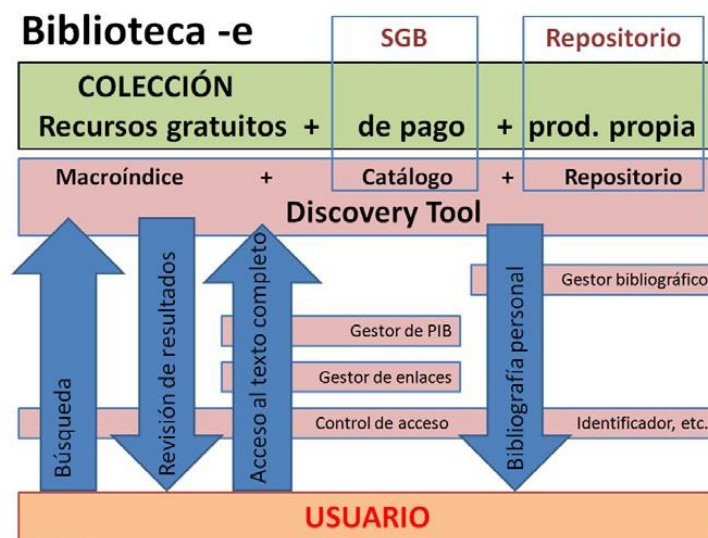 Biblioteca -e
SGB
Repositorio
COLECCIÓN
Recursos gratuitos + de pago + prod. propia
Macroíndice + Catálogo + Repositorio
Discovery Tool
Búsqueda
Revisión de resultados
Acceso al texto completo
Bibliografía personal
Gestor bibliográfico
Gestor de PIB
Gestor de enlaces
Control de acceso
Identificador, etc.
USUARIO